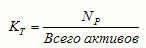 K_T = N_P / Всего активов